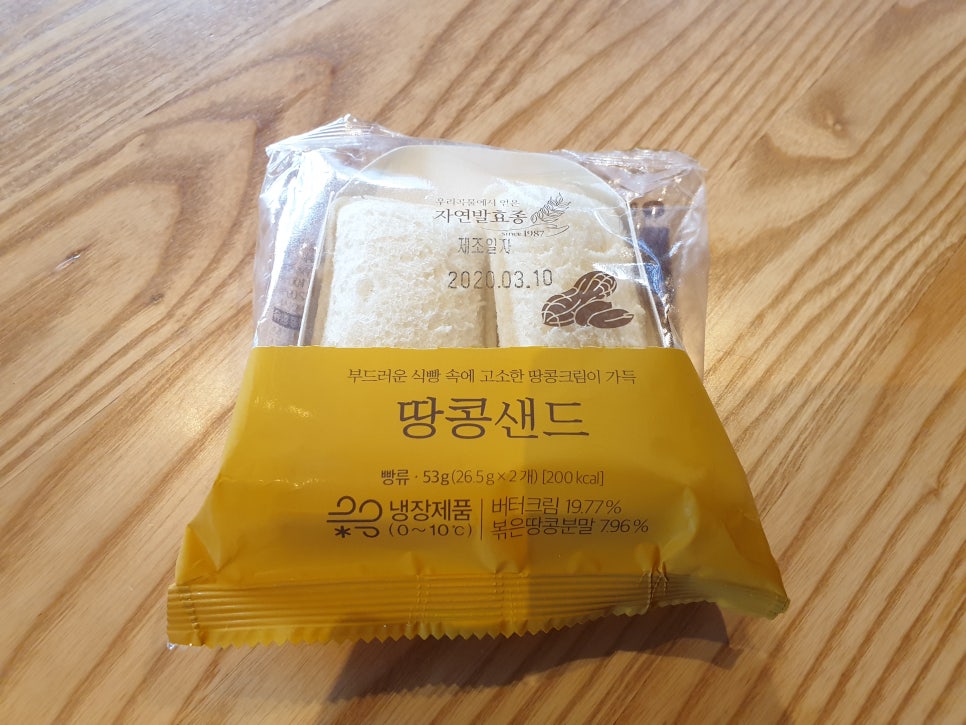 우리곡물에서 얻은
자연발효종
since 1987
제조일자
2020.03.10
부드러운 식빵 속에 고소한 땅콩크림이 가득
땅콩샌드
빵류 · 53g(26.5g×2개) [200 kcal]
냉장제품
(0~10℃)
버터크림 19.77%
볶은땅콩분말 7.96%